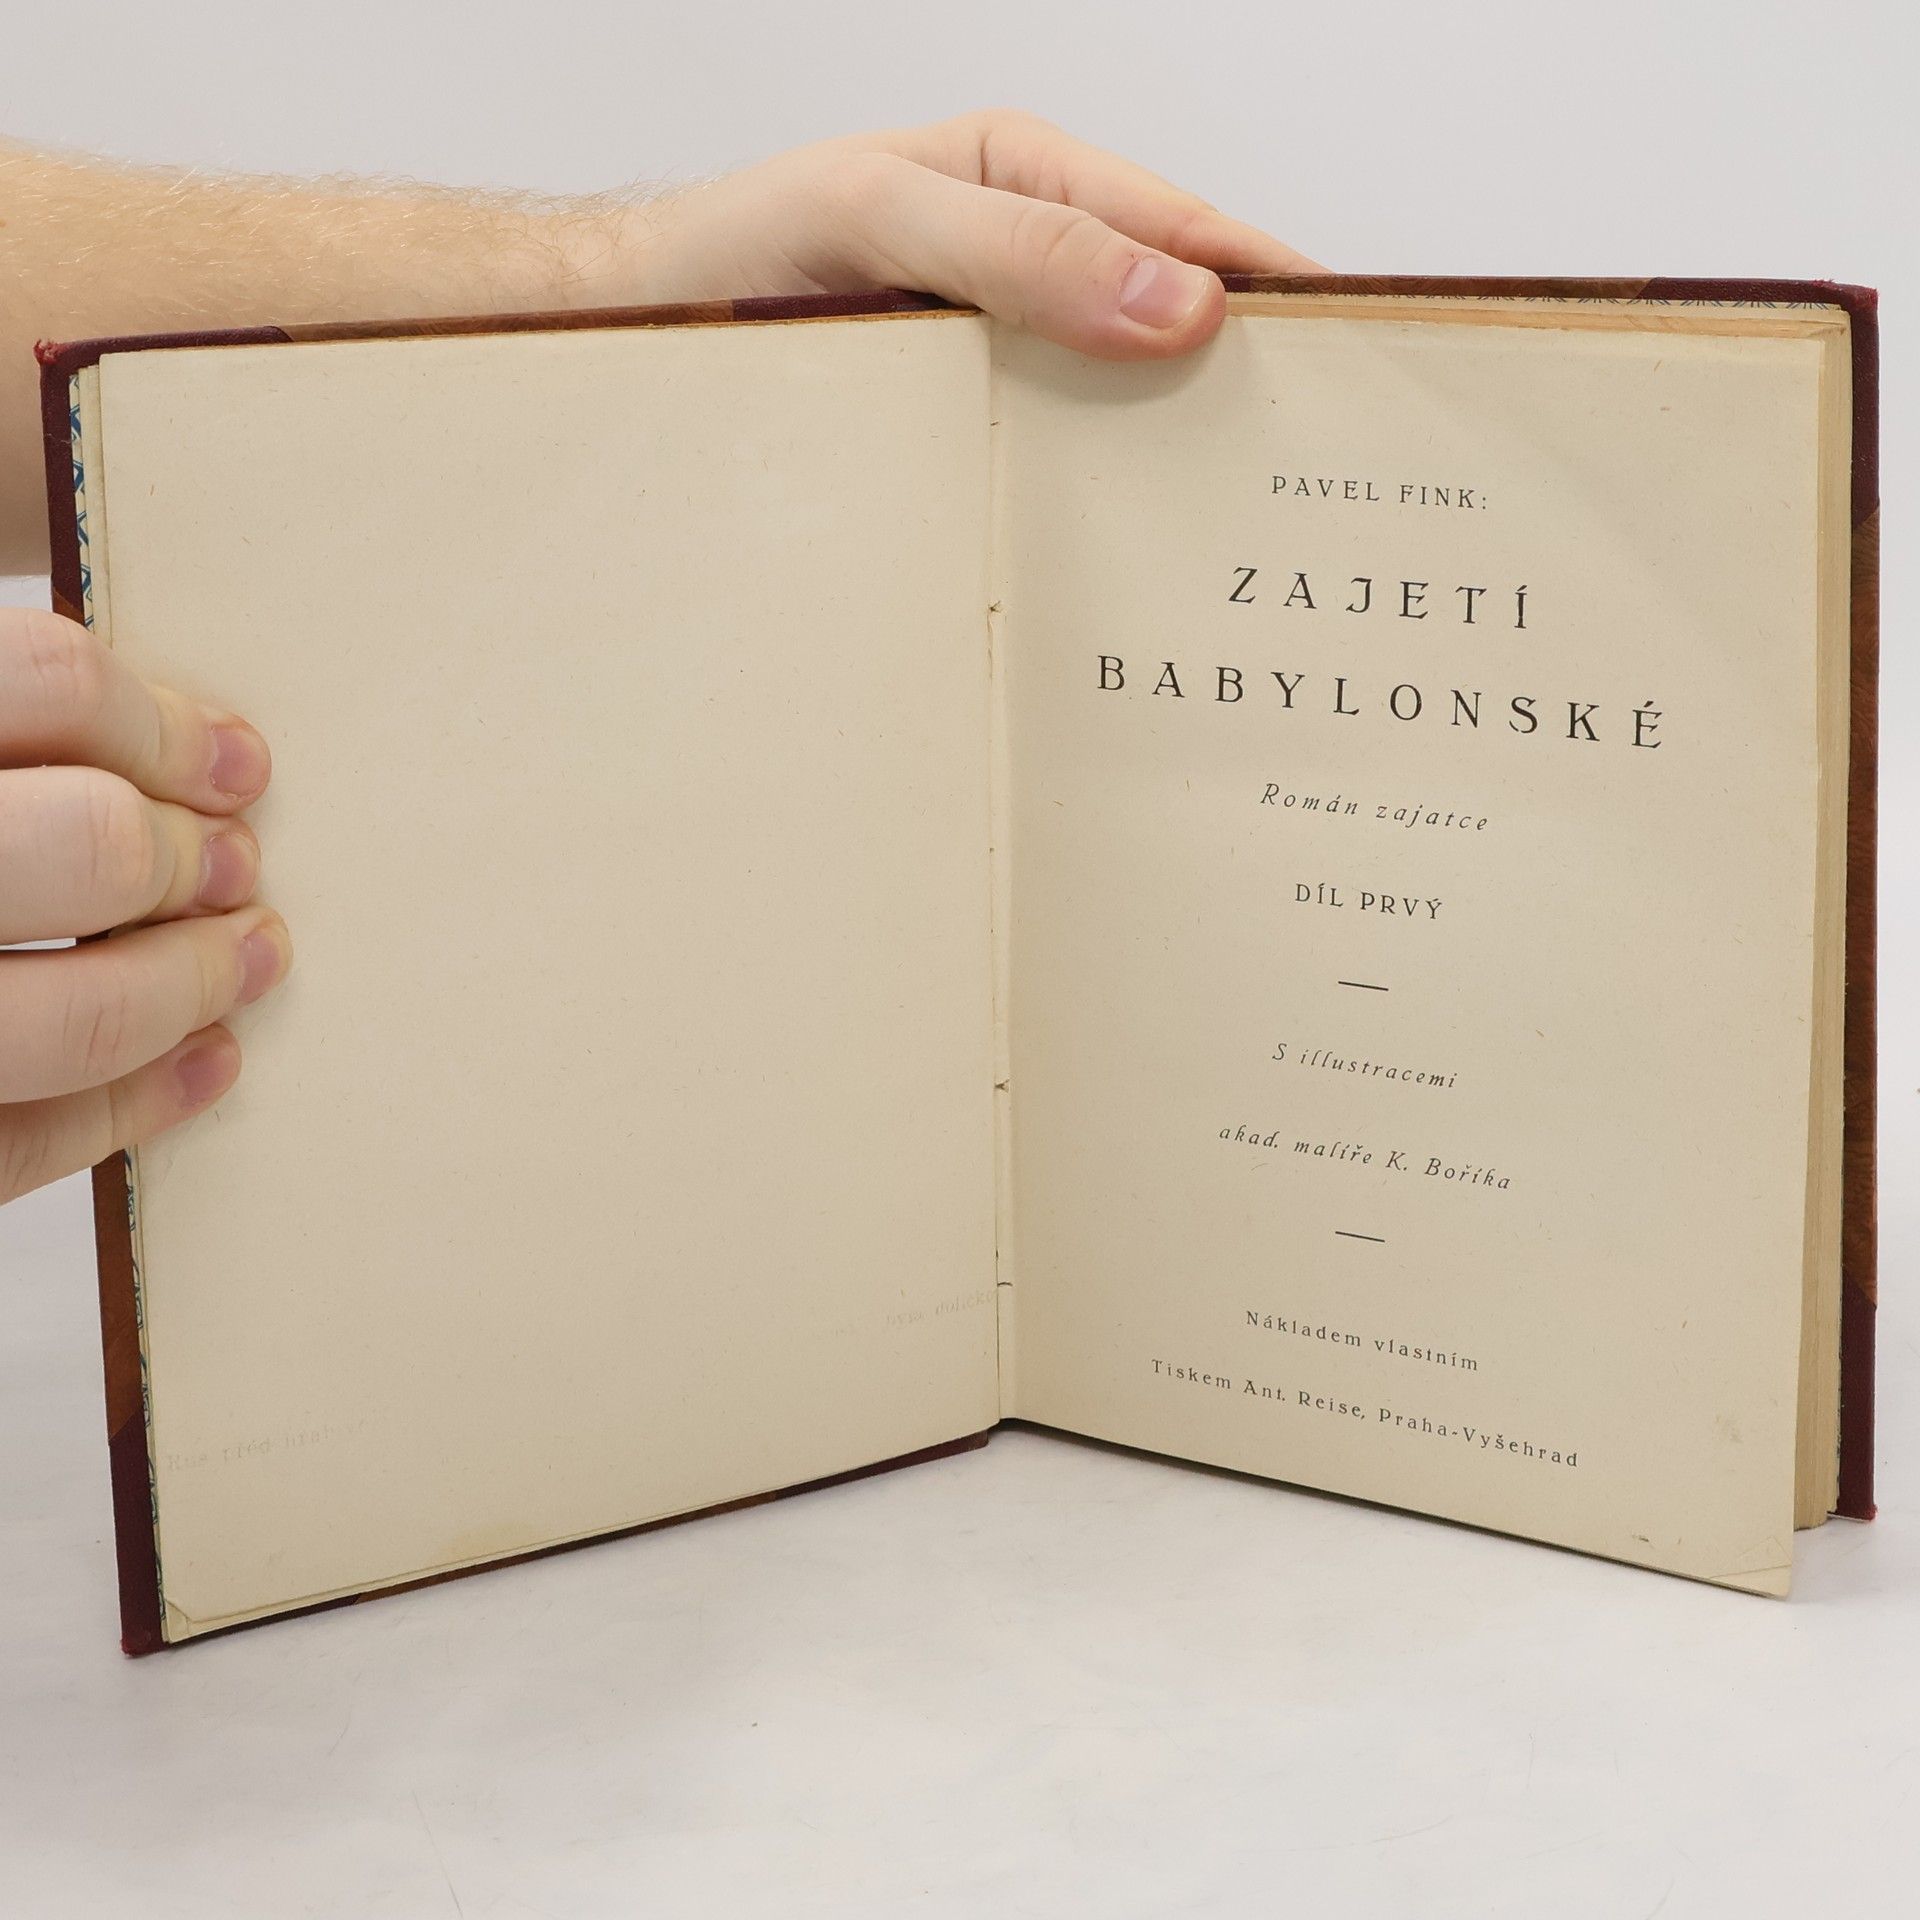 PAVEL FINK:
ZAJETÍ
BABYLONSKÉ
Román zajatce
DÍL PRVÝ
S illustracemi
akad. malíře K. Boříka
Nákladem vlastním
Tiskem Ant. Reise, Praha-Vyšehrad